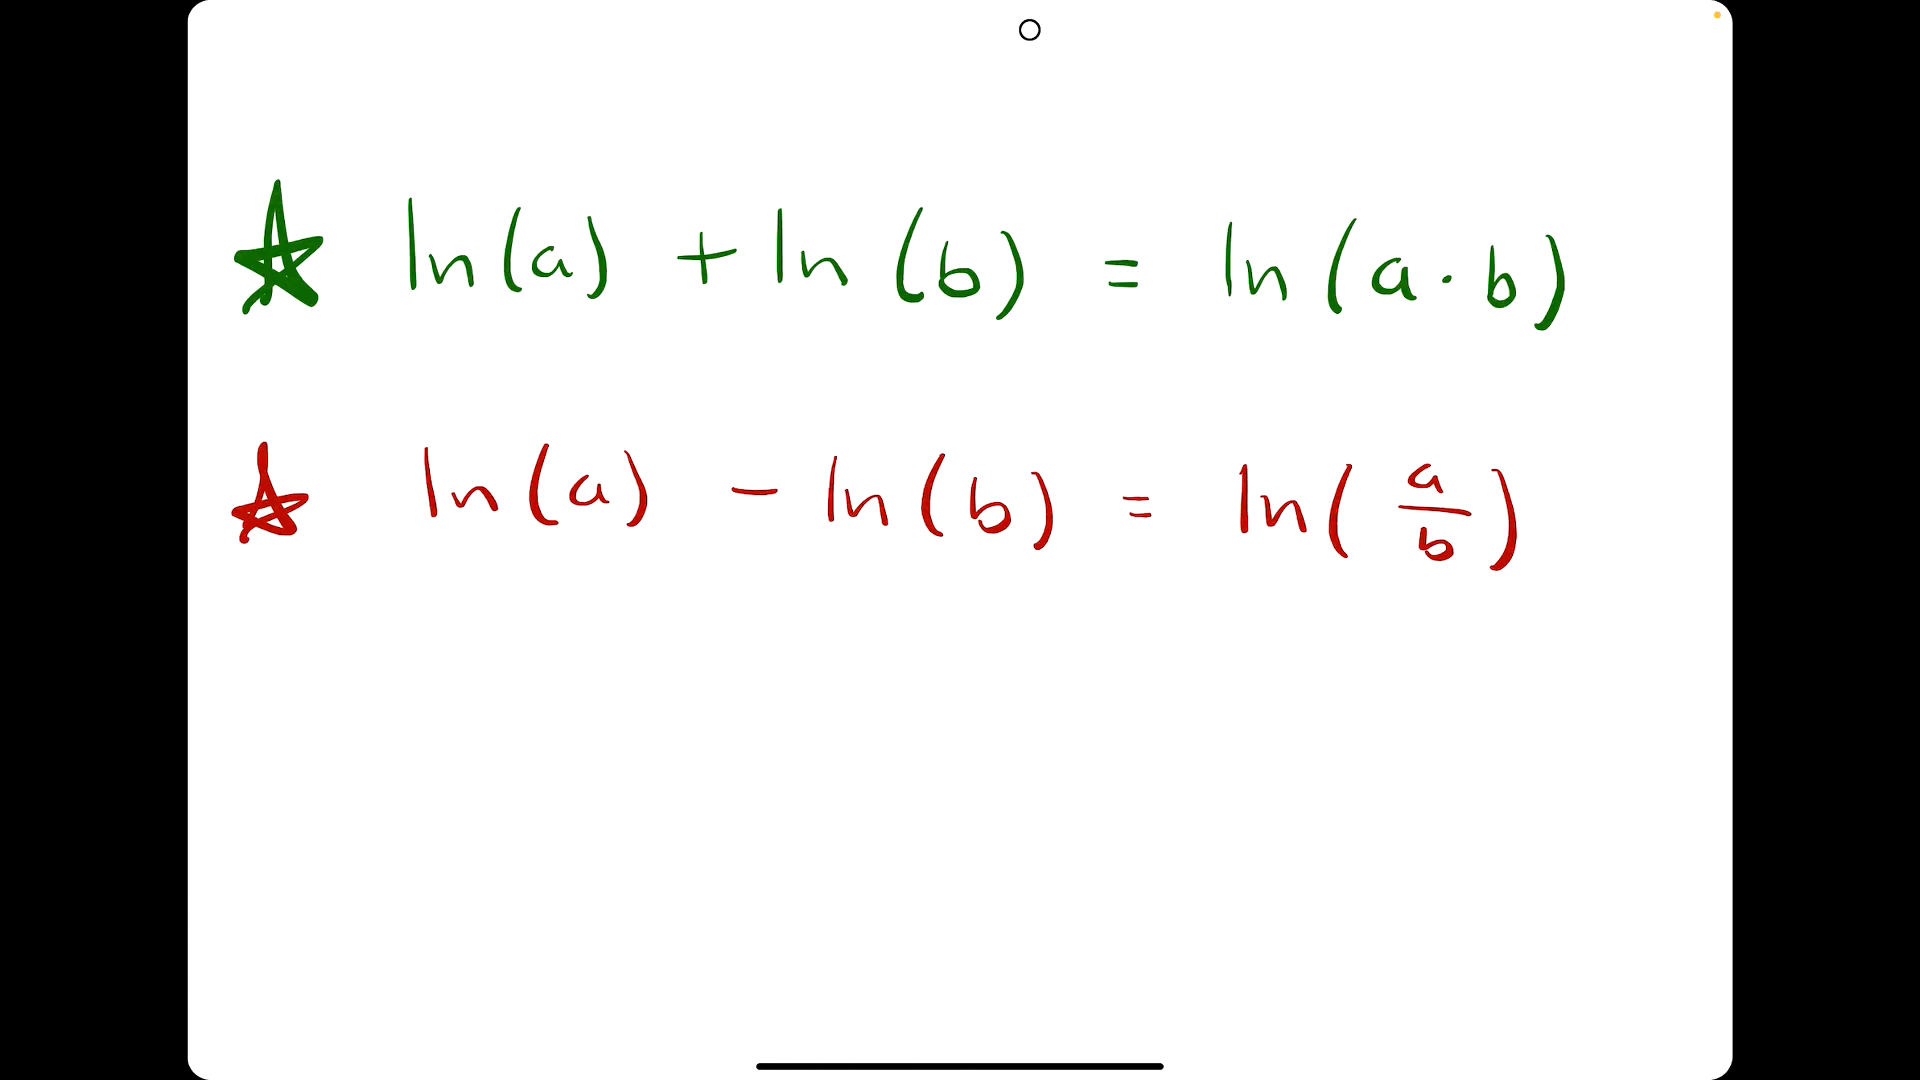 ln(a) + ln(b) = ln(a·b)
ln(a) - ln(b) = ln(a/b)